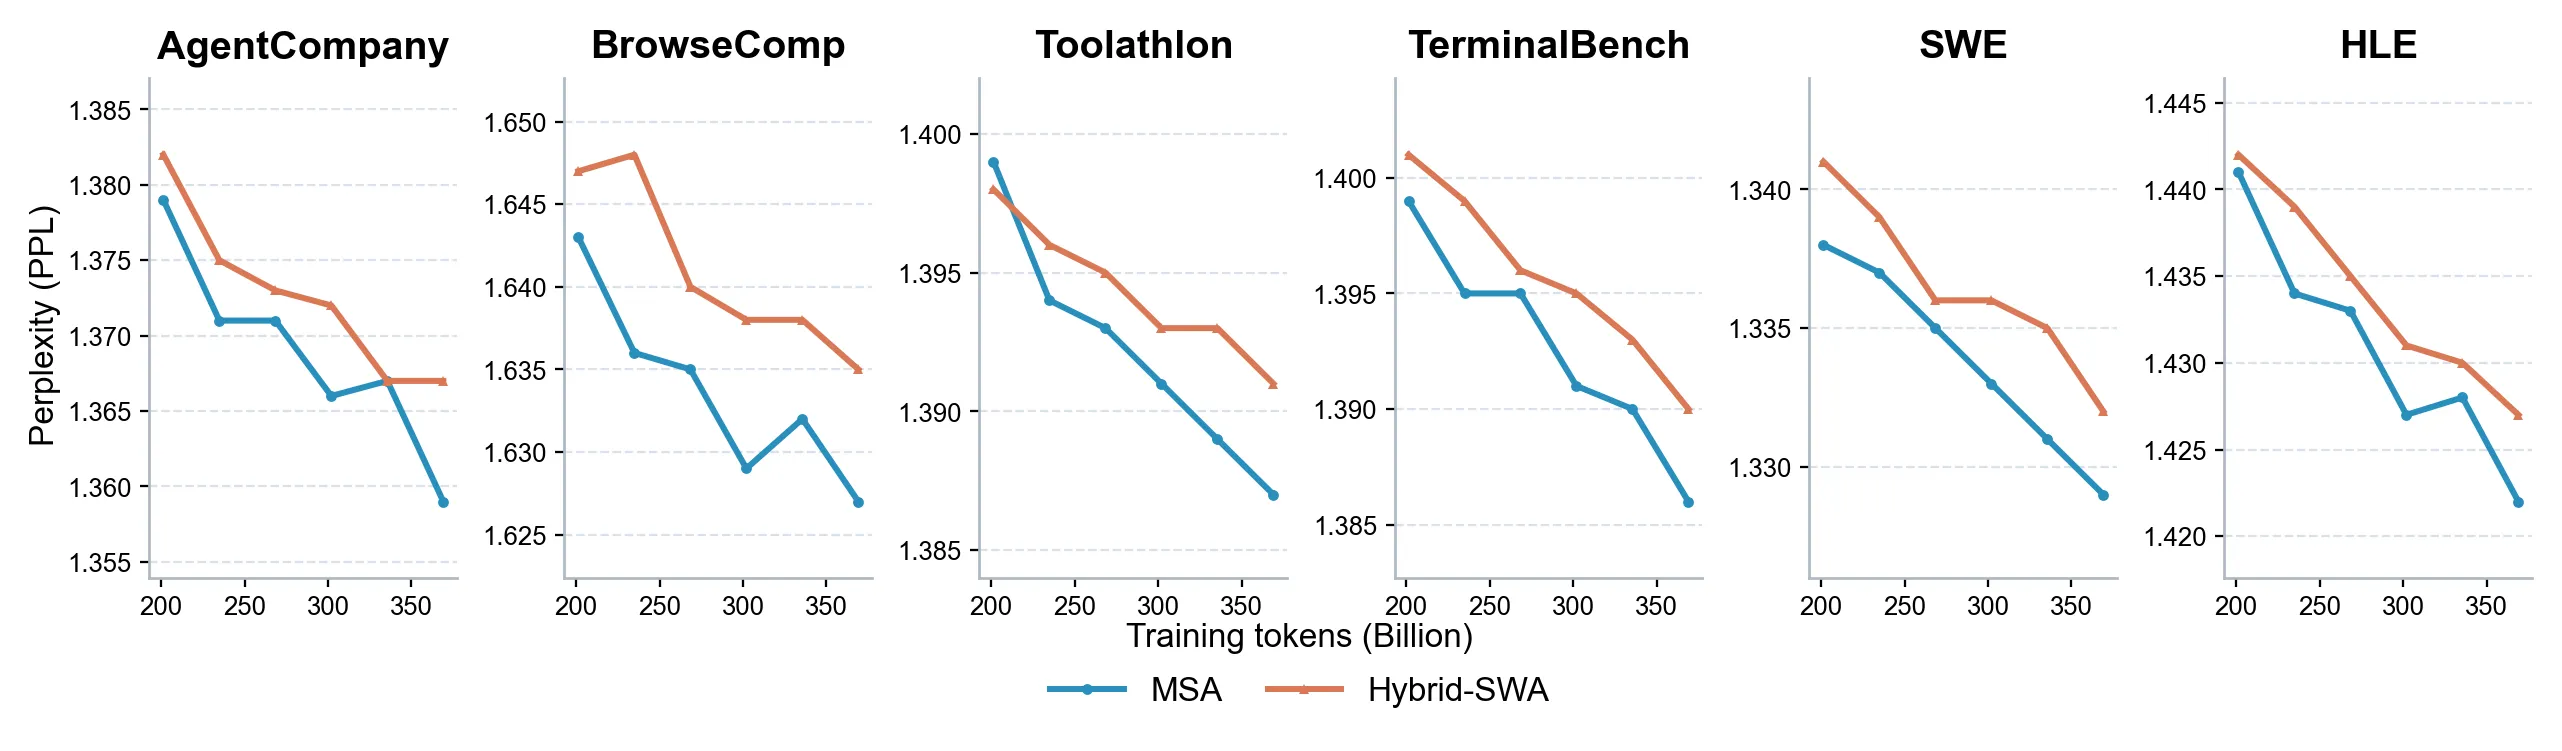 AgentCompany
BrowseComp
Toolathlon
TerminalBench
SWE
HLE
Perplexity (PPL)
1.385
1.380
1.375
1.370
1.365
1.360
1.355
200 250 300 350
1.650
1.645
1.640
1.635
1.630
1.625
200 250 300 350
1.400
1.395
1.390
1.385
200 250 300 350
1.400
1.395
1.390
1.385
200 250 300 350
1.340
1.335
1.330
200 250 300 350
1.445
1.440
1.435
1.430
1.425
1.420
200 250 300 350
Training tokens (Billion)
MSA Hybrid-SWA